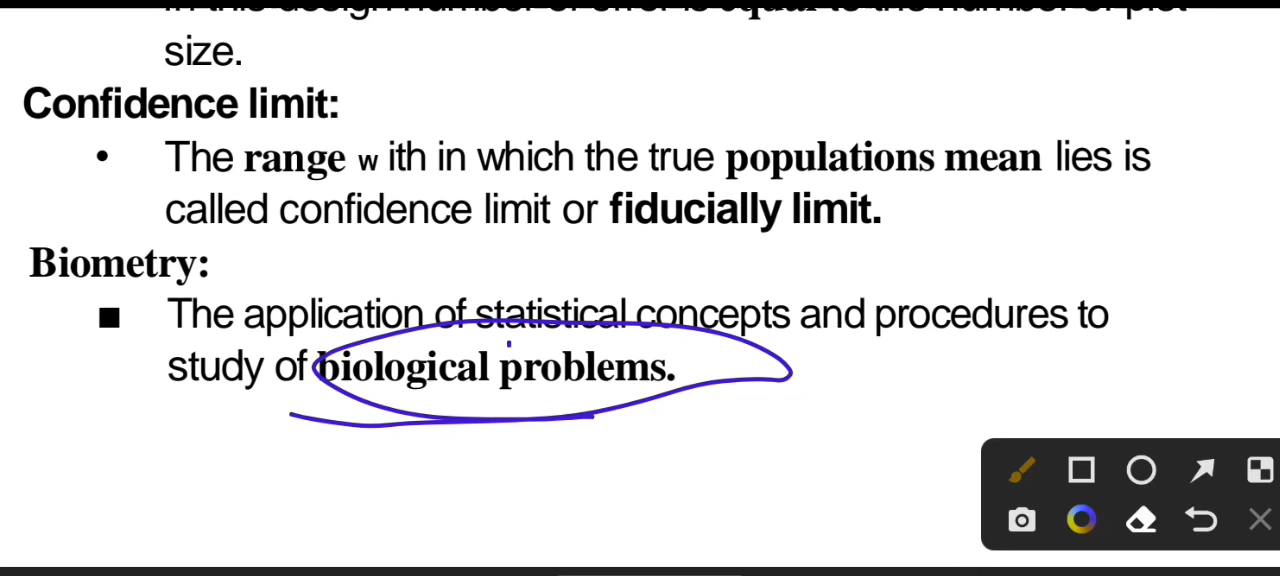 size.
Confidence limit:
• The range w ith in which the true populations mean lies is
called confidence limit or fiducially limit.
Biometry:
■ The application of statistical concepts and procedures to
study of biological problems.